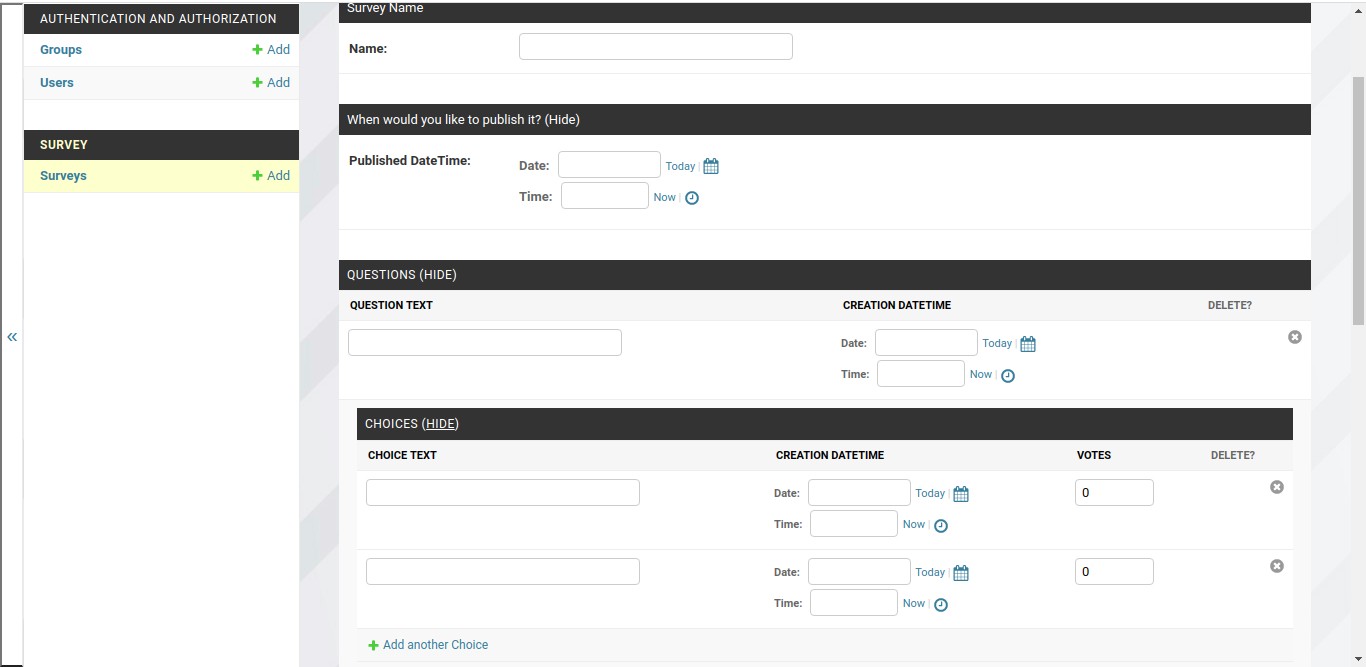 AUTHENTICATION AND AUTHORIZATION
Groups + Add
Users + Add
SURVEY
Surveys + Add
«
Survey Name
Name:
When would you like to publish it? (Hide)
Published DateTime: Date: Today |
Time: Now |
QUESTIONS (HIDE)
QUESTION TEXT CREATION DATETIME DELETE?
Date: Today |
Time: Now |
CHOICES (HIDE)
CHOICE TEXT CREATION DATETIME VOTES DELETE?
Date: Today | 0
Time: Now |
Date: Today | 0
Time: Now |
+ Add another Choice